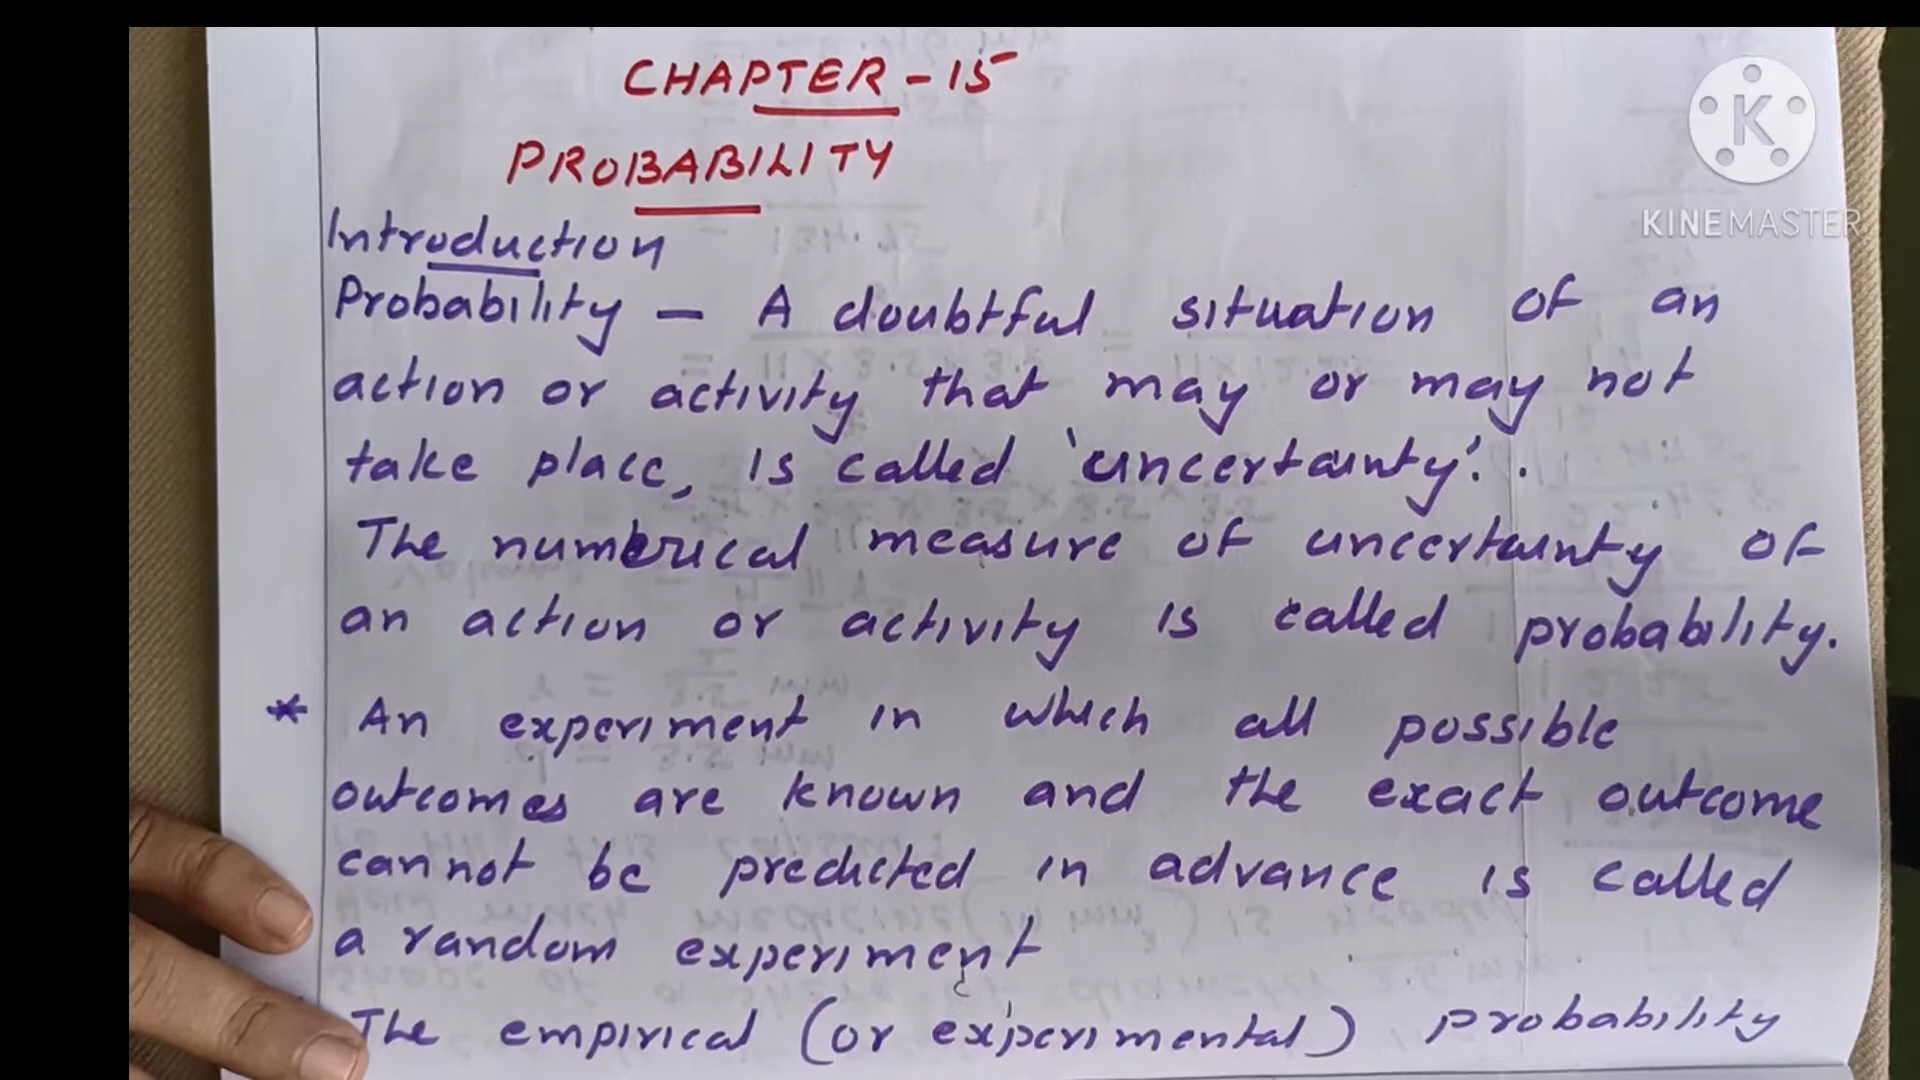 CHAPTER - 15
PROBABILITY
Introduction
Probability — A doubtful situation of an
action or activity that may or may not
take place, is called 'uncertainty'.
The numerical measure of uncertainty of
an action or activity is called probability.
* An experiment in which all possible
outcomes are known and the exact outcome
cannot be predicted in advance is called
a random experiment
The empirical (or experimental) probability
K
KINEMASTER